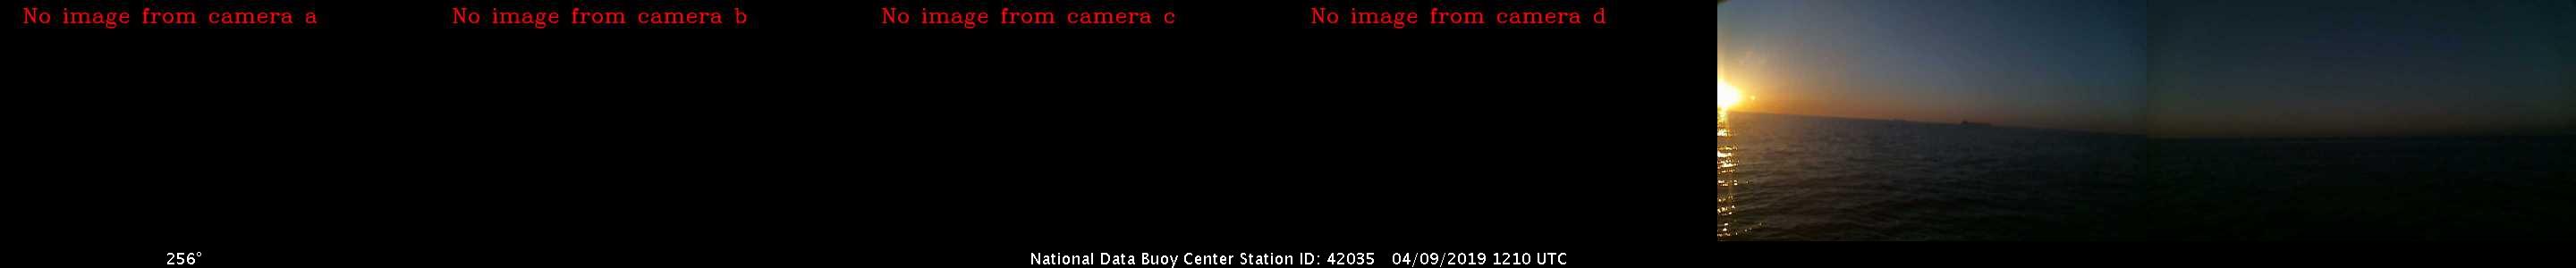 No image from camera a
No image from camera b
No image from camera c
No image from camera d
256°
National Data Buoy Center Station ID: 42035 04/09/2019 1210 UTC